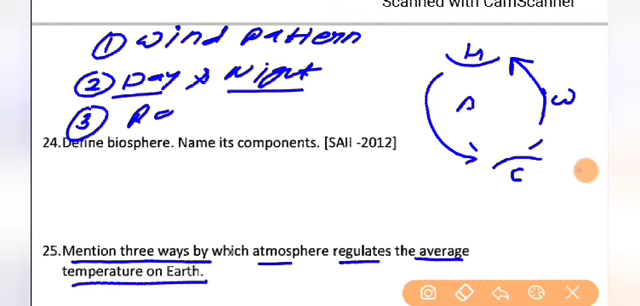 Scanned with CamScanner
① Wind Pattern
② Day & Night
③
24. Define biosphere. Name its components. [SAII -2012]
25. Mention three ways by which atmosphere regulates the average
temperature on Earth.